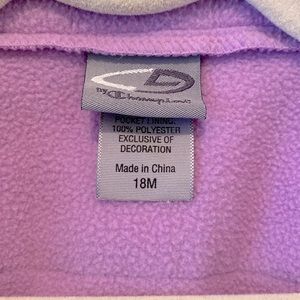 BY Champion
POCKET LINING:
100% POLYESTER
EXCLUSIVE OF
DECORATION
Made in China
18M